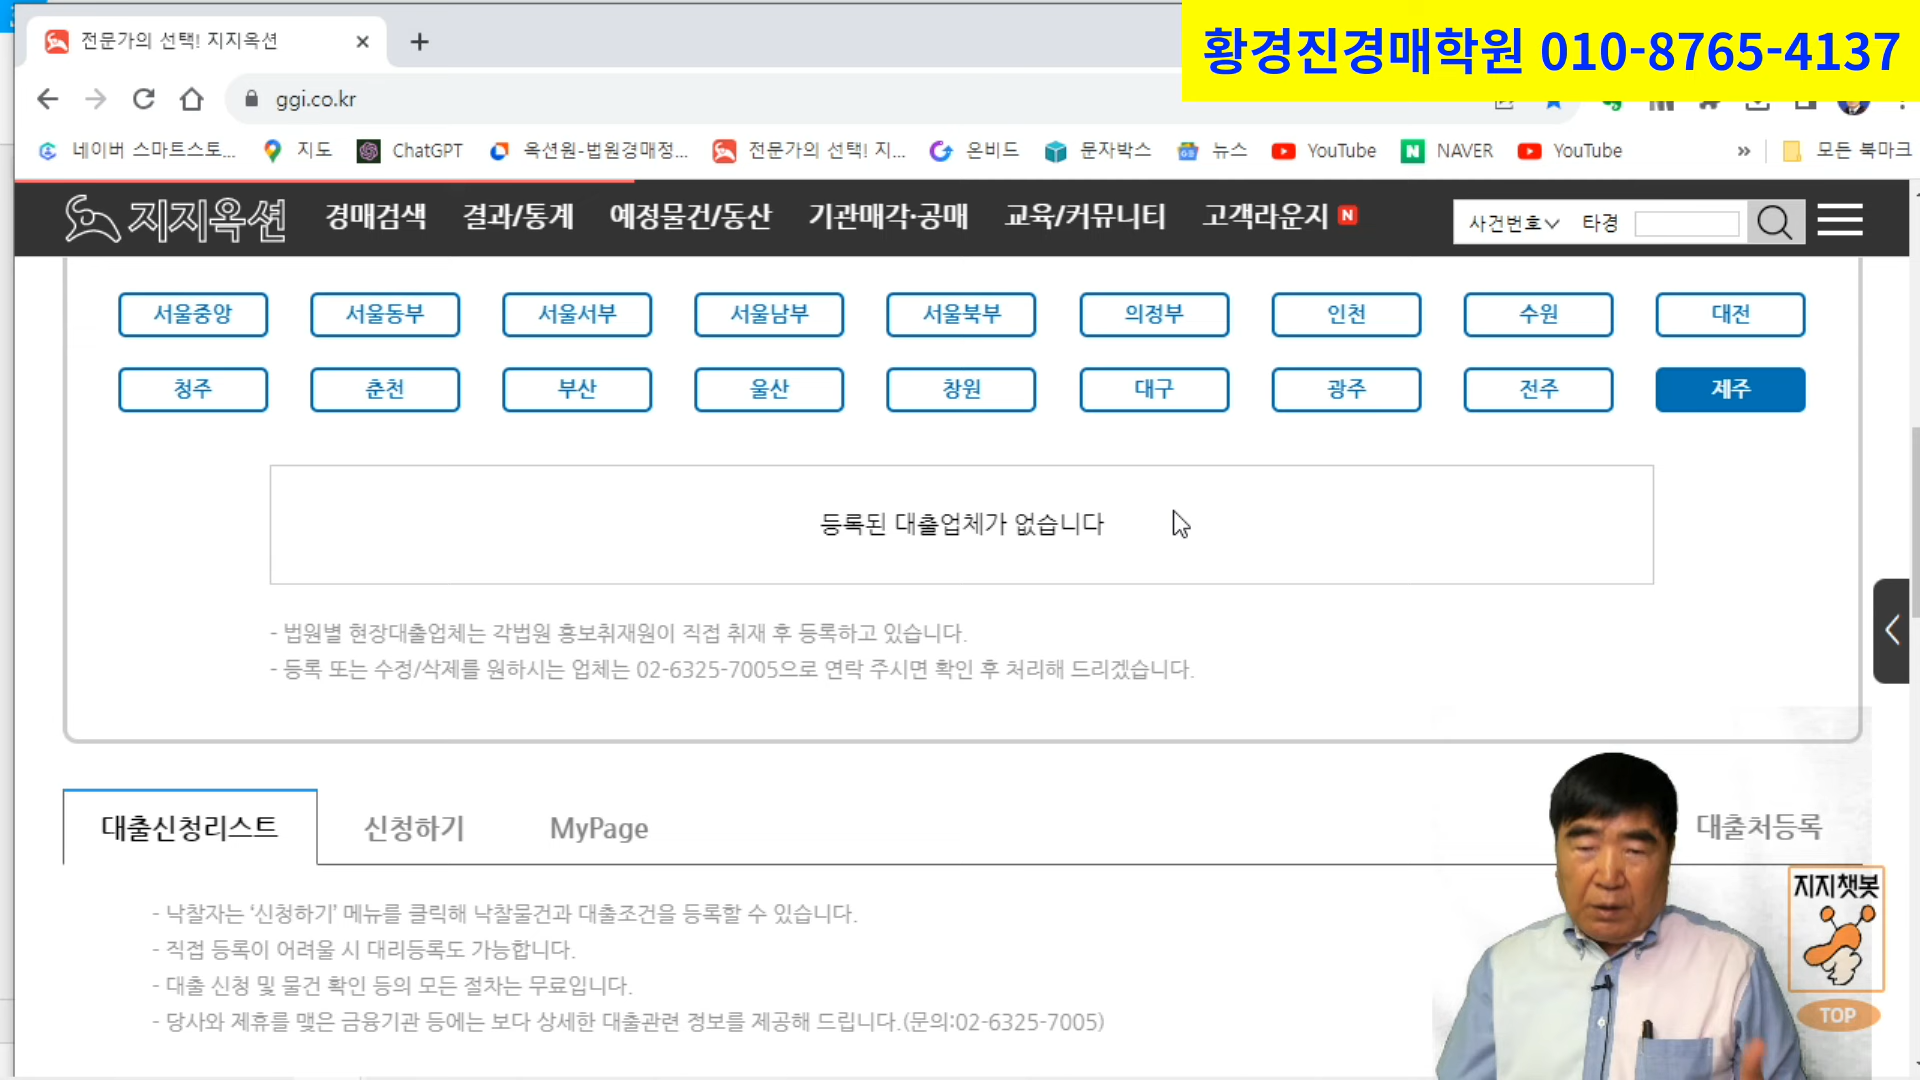 전문가의 선택! 지지옥션
황경진경매학원 010-8765-4137
ggi.co.kr
네이버 스마트스토... 지도 ChatGPT 옥션원-법원경매정... 전문가의 선택! 지... 온비드 문자박스 뉴스 YouTube NAVER YouTube » 모든 북마크
지지옥션 경매검색 결과/통계 예정물건/동산 기관매각·공매 교육/커뮤니티 고객라운지 N 사건번호 타경
서울중앙 서울동부 서울서부 서울남부 서울북부 의정부 인천 수원 대전
청주 춘천 부산 울산 창원 대구 광주 전주 제주
등록된 대출업체가 없습니다
- 법원별 현장대출업체는 각법원 홍보취재원이 직접 취재 후 등록하고 있습니다.
- 등록 또는 수정/삭제를 원하시는 업체는 02-6325-7005으로 연락 주시면 확인 후 처리해 드리겠습니다.
대출신청리스트 신청하기 MyPage 대출처등록
- 낙찰자는 ‘신청하기’ 메뉴를 클릭해 낙찰물건과 대출조건을 등록할 수 있습니다.
- 직접 등록이 어려울 시 대리등록도 가능합니다.
- 대출 신청 및 물건 확인 등의 모든 절차는 무료입니다.
- 당사와 제휴를 맺은 금융기관 등에는 보다 상세한 대출관련 정보를 제공해 드립니다.(문의:02-6325-7005)
지지챗봇
TOP